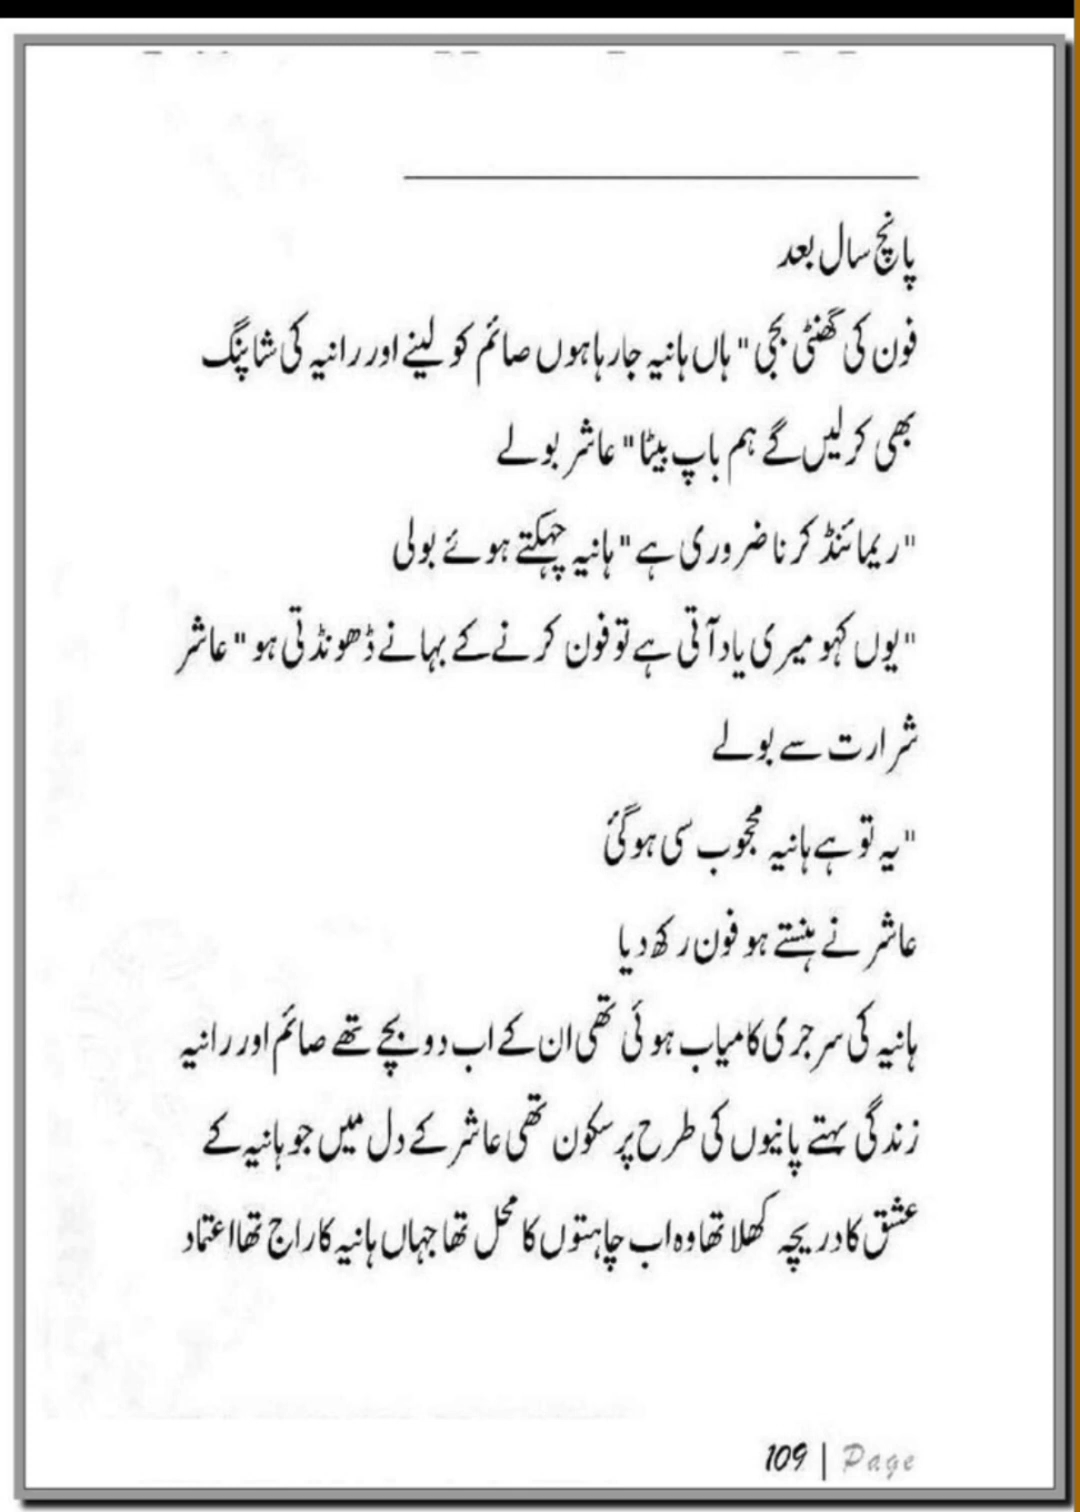 پانچ سال بعد
فون کی گھنٹی بجی " ہاں ہانیہ جا رہا ہوں صائم کو لینے اور رانیہ کی شاپنگ
بھی کر لیں گے ہم باپ بیٹا " عاشر بولے
" ریمائنڈ کرنا ضروری ہے " ہانیہ چہکتے ہوئے بولی
" یوں کہو میری یاد آتی ہے تو فون کرنے کے بہانے ڈھونڈتی ہو " عاشر
شرارت سے بولے
" یہ تو ہے ہانیہ مجحوب سی ہو گئی
عاشر نے ہنستے ہو فون رکھ دیا
ہانیہ کی سرجری کامیاب ہوئی تھی ان کے اب دو بچے تھے صائم اور رانیہ
زندگی بہتے پانیوں کی طرح پر سکون تھی عاشر کے دل میں جو ہانیہ کے
عشق کا دریچہ کھلا تھا وہ اب چاہتوں کا محل تھا جہاں ہانیہ کا راج تھا اعتماد
109 | Page